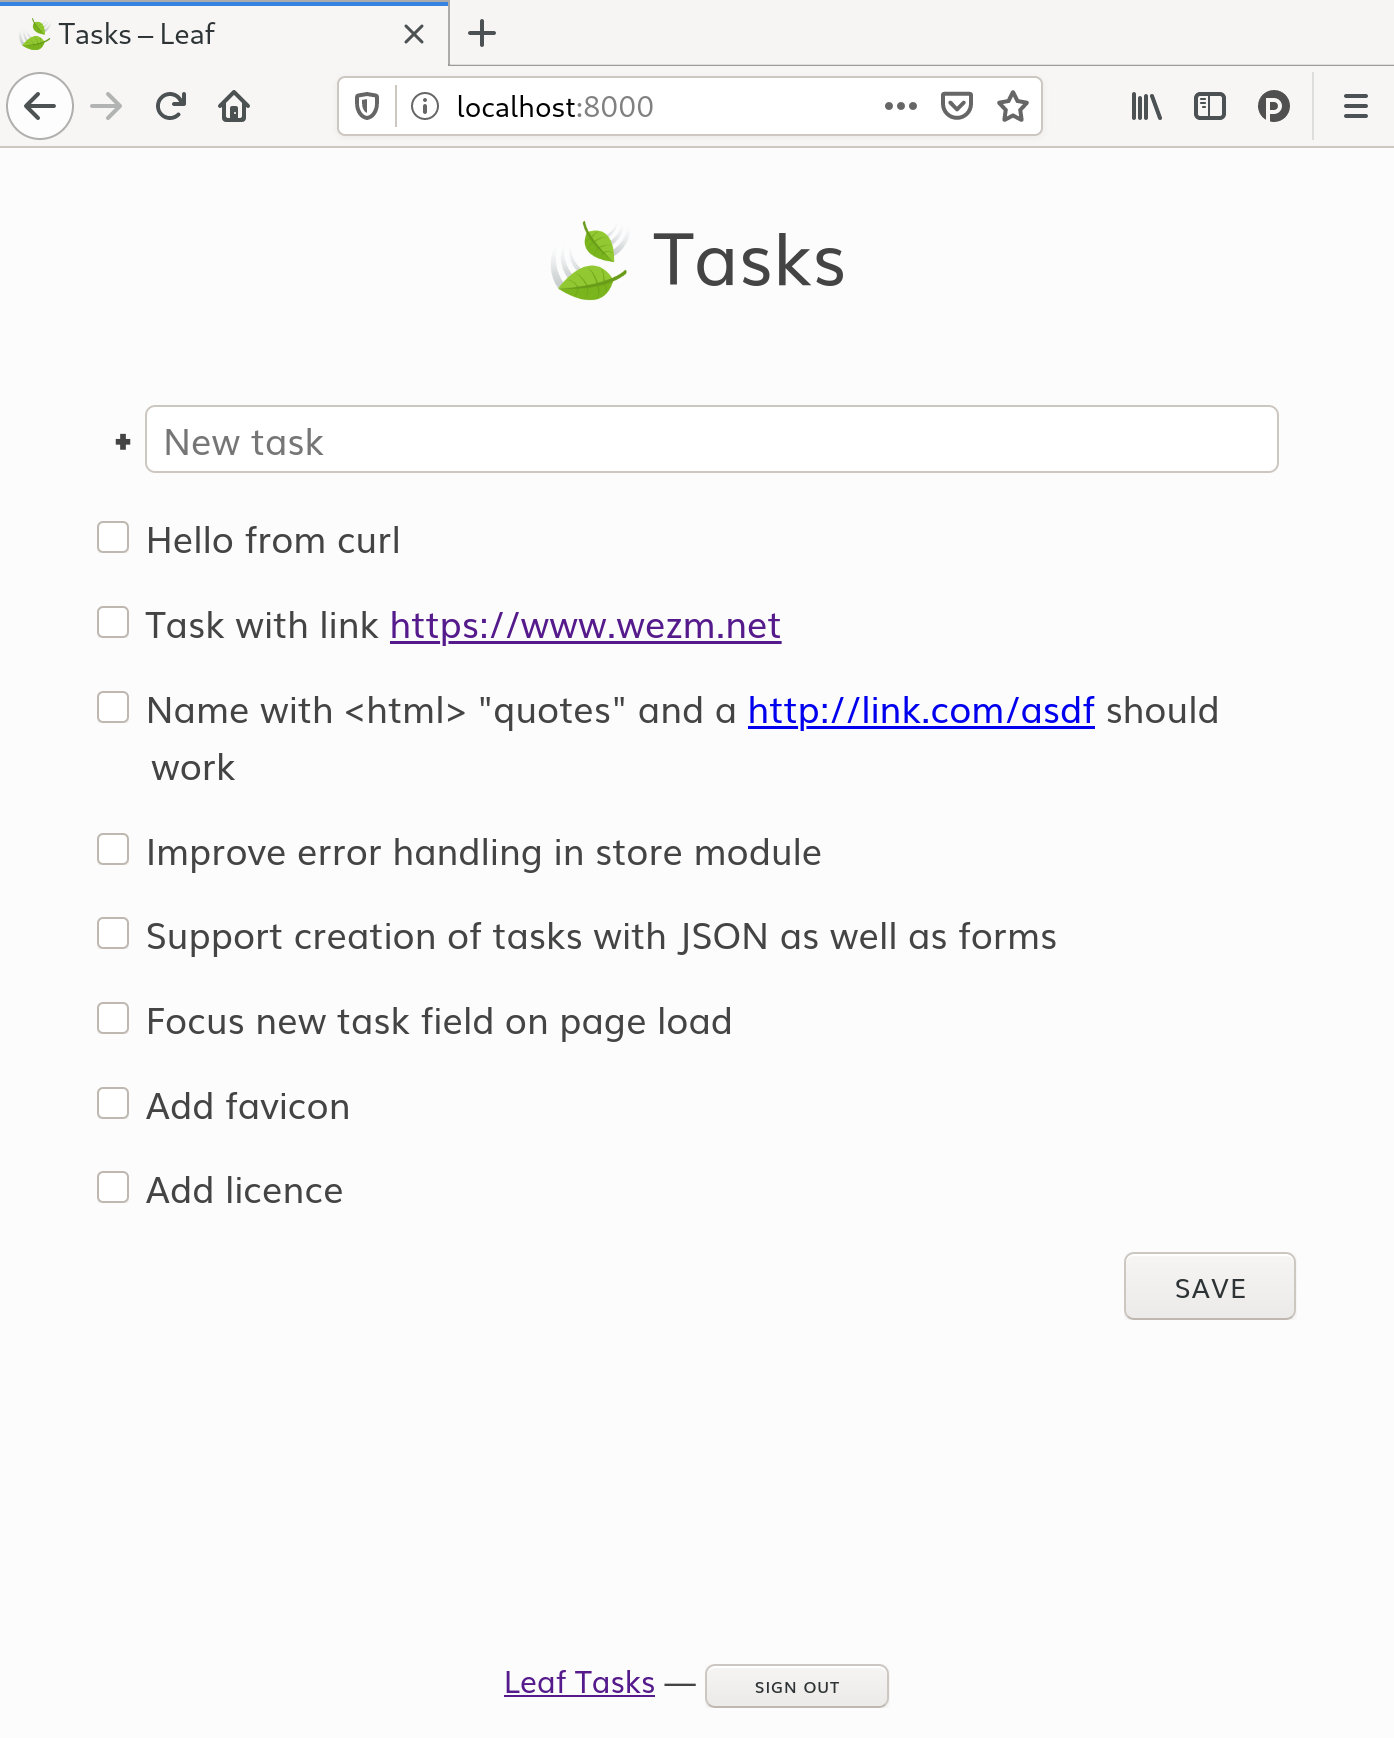 Tasks – Leaf
localhost:8000
Tasks
New task
Hello from curl
Task with link https://www.wezm.net
Name with <html> "quotes" and a http://link.com/asdf should
work
Improve error handling in store module
Support creation of tasks with JSON as well as forms
Focus new task field on page load
Add favicon
Add licence
SAVE
Leaf Tasks — SIGN OUT